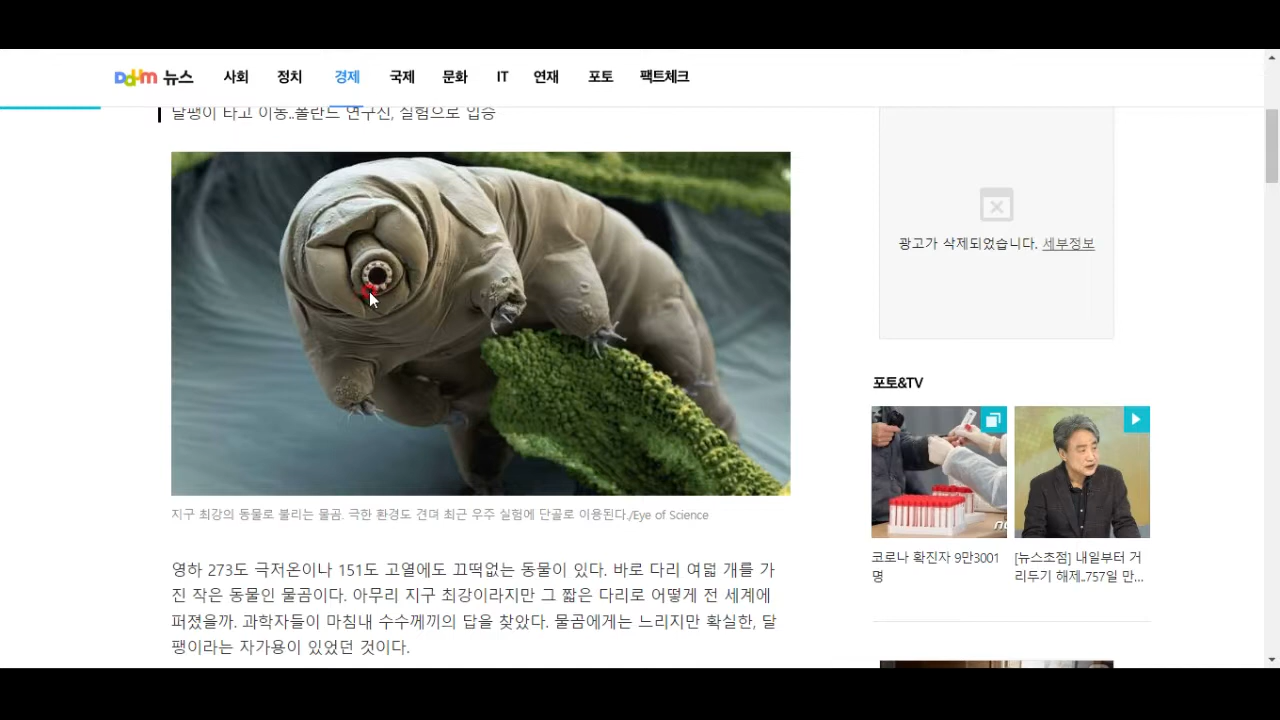 Daum 뉴스 사회 정치 경제 국제 문화 IT 연재 포토 팩트체크
달팽이 타고 이동..폴란드 연구진, 실험으로 입증
지구 최강의 동물로 불리는 물곰. 극한 환경도 견뎌 최근 우주 실험에 단골로 이용된다./Eye of Science
영하 273도 극저온이나 151도 고열에도 끄떡없는 동물이 있다. 바로 다리 여덟 개를 가
진 작은 동물인 물곰이다. 아무리 지구 최강이라지만 그 짧은 다리로 어떻게 전 세계에
퍼졌을까. 과학자들이 마침내 수수께끼의 답을 찾았다. 물곰에게는 느리지만 확실한, 달
팽이라는 자가용이 있었던 것이다.
광고가 삭제되었습니다. 세부정보
포토&TV
코로나 확진자 9만3001
명
[뉴스초점] 내일부터 거
리두기 해제..757일 만...